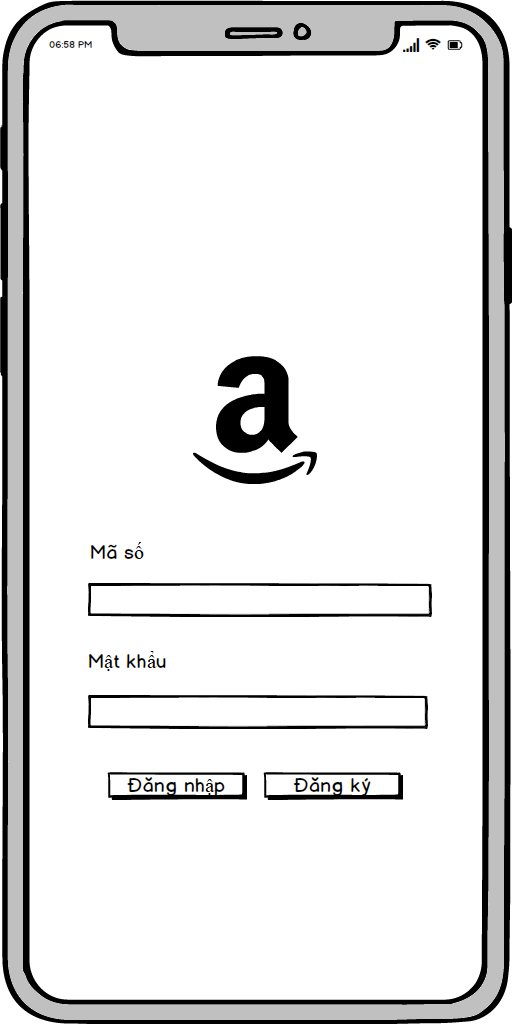 06:58 PM
a
Mã số
Mật khẩu
Đăng nhập Đăng ký